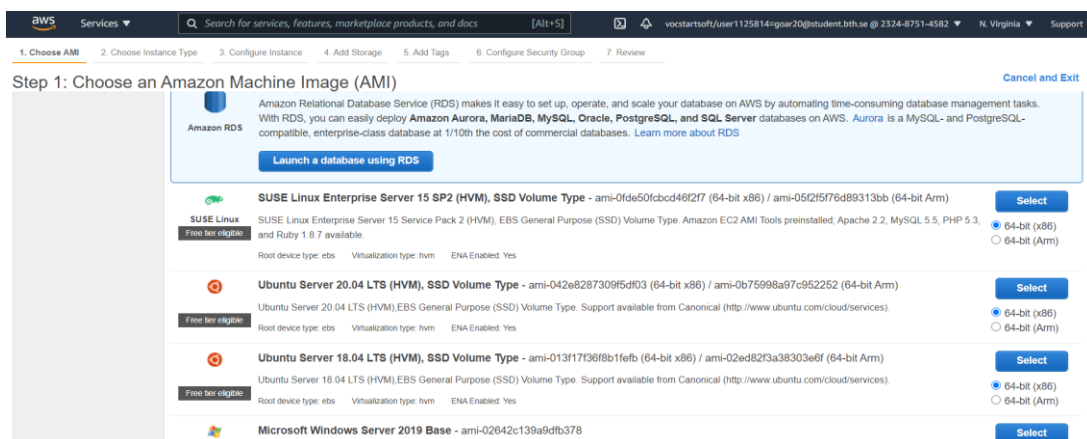 aws Services ▼ Search for services, features, marketplace products, and docs [Alt+S] vocstartsoft/user1125814=goar20@student.bth.se @ 2324-8751-4582 ▼ N. Virginia ▼ Support
1. Choose AMI 2. Choose Instance Type 3. Configure Instance 4. Add Storage 5. Add Tags 6. Configure Security Group 7. Review
Step 1: Choose an Amazon Machine Image (AMI) Cancel and Exit
Amazon RDS
Amazon Relational Database Service (RDS) makes it easy to set up, operate, and scale your database on AWS by automating time-consuming database management tasks.
With RDS, you can easily deploy Amazon Aurora, MariaDB, MySQL, Oracle, PostgreSQL, and SQL Server databases on AWS. Aurora is a MySQL- and PostgreSQL-
compatible, enterprise-class database at 1/10th the cost of commercial databases. Learn more about RDS
Launch a database using RDS
SUSE Linux
Free tier eligible
SUSE Linux Enterprise Server 15 SP2 (HVM), SSD Volume Type - ami-0fde50fcbcd46f2f7 (64-bit x86) / ami-05f2f5f76d89313bb (64-bit Arm)
SUSE Linux Enterprise Server 15 Service Pack 2 (HVM), EBS General Purpose (SSD) Volume Type. Amazon EC2 AMI Tools preinstalled; Apache 2.2, MySQL 5.5, PHP 5.3,
and Ruby 1.8.7 available.
Root device type: ebs Virtualization type: hvm ENA Enabled: Yes
Select
64-bit (x86)
64-bit (Arm)
Free tier eligible
Ubuntu Server 20.04 LTS (HVM), SSD Volume Type - ami-042e8287309f5df03 (64-bit x86) / ami-0b75998a97c952252 (64-bit Arm)
Ubuntu Server 20.04 LTS (HVM),EBS General Purpose (SSD) Volume Type. Support available from Canonical (http://www.ubuntu.com/cloud/services).
Root device type: ebs Virtualization type: hvm ENA Enabled: Yes
Select
64-bit (x86)
64-bit (Arm)
Free tier eligible
Ubuntu Server 18.04 LTS (HVM), SSD Volume Type - ami-013f17f36f8b1fefb (64-bit x86) / ami-02ed82f3a38303e6f (64-bit Arm)
Ubuntu Server 18.04 LTS (HVM),EBS General Purpose (SSD) Volume Type. Support available from Canonical (http://www.ubuntu.com/cloud/services).
Root device type: ebs Virtualization type: hvm ENA Enabled: Yes
Select
64-bit (x86)
64-bit (Arm)
Microsoft Windows Server 2019 Base - ami-02642c139a9dfb378
Select